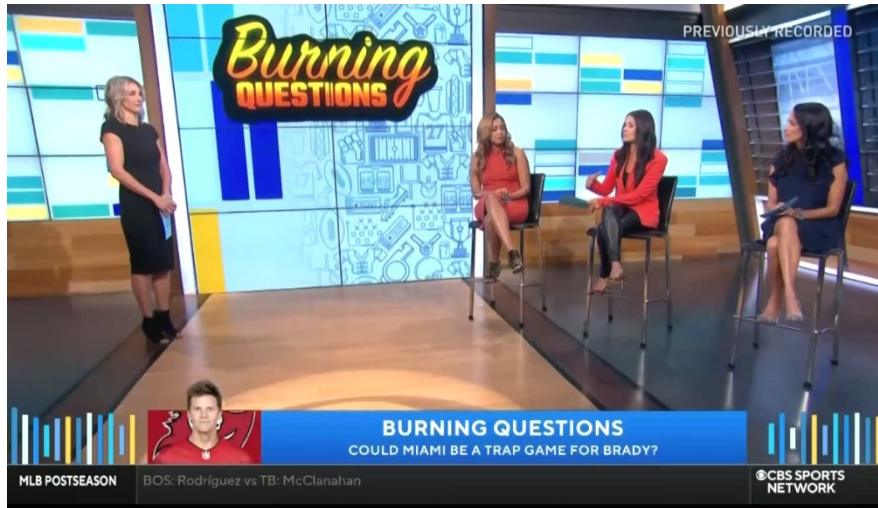 PREVIOUSLY RECORDED
Burning
QUESTIONS
27
BURNING QUESTIONS
COULD MIAMI BE A TRAP GAME FOR BRADY?
MLB POSTSEASON
BOS: Rodríguez vs TB: McClanahan
CBS SPORTS
NETWORK